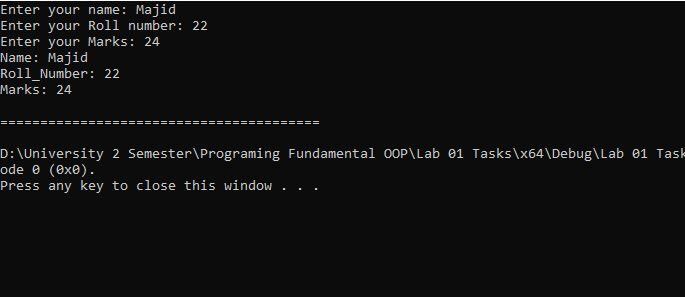 Enter your name: Majid
Enter your Roll number: 22
Enter your Marks: 24
Name: Majid
Roll_Number: 22
Marks: 24
========================================
D:\University 2 Semester\Programing Fundamental OOP\Lab 01 Tasks\x64\Debug\Lab 01 Task
ode 0 (0x0).
Press any key to close this window . . .